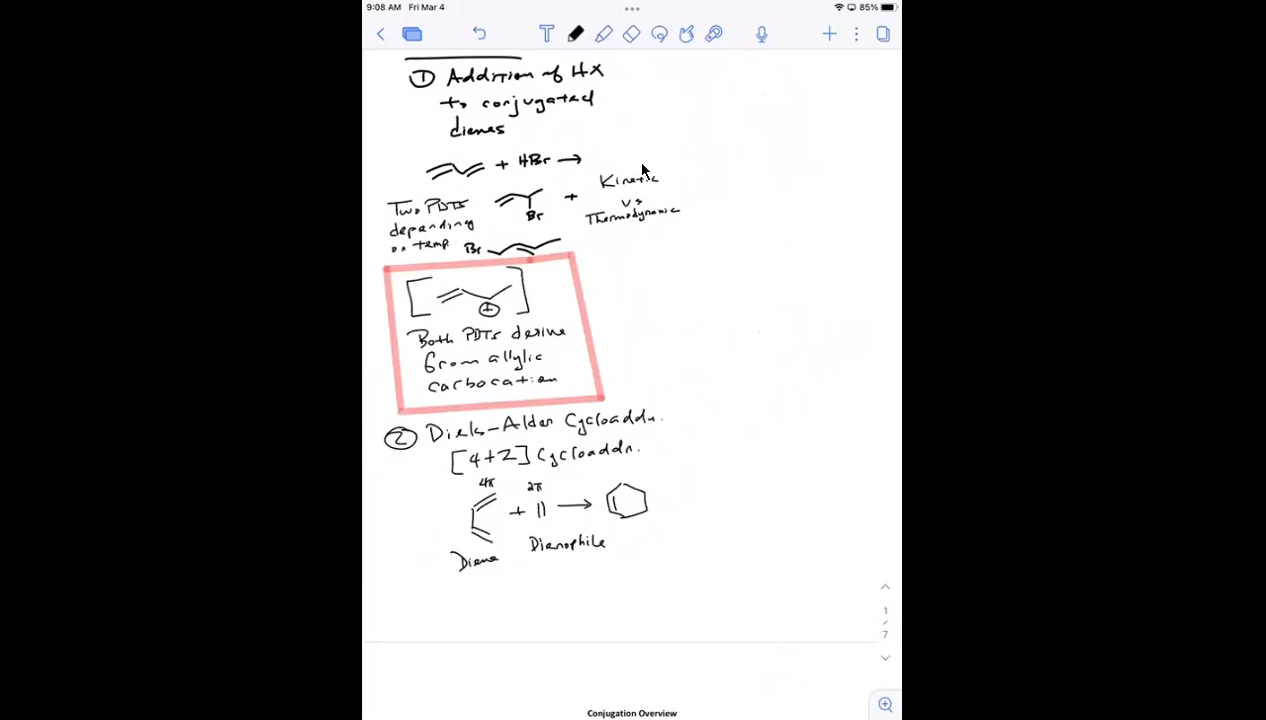 9:08 AM Fri Mar 4
85%
① Addition of HX
to conjugated
dienes
+ HBr →
Two PDTs
depending
on temp
Br
+
Kinetic
vs
Thermodynamic
Br
[ + ]
Both PDTs derive
from allylic
carbocation
② Diels-Alder Cycloaddn.
[4+2] Cycloaddn.
4π 2π
+ →
Diene Dienophile
1
/
7
Conjugation Overview